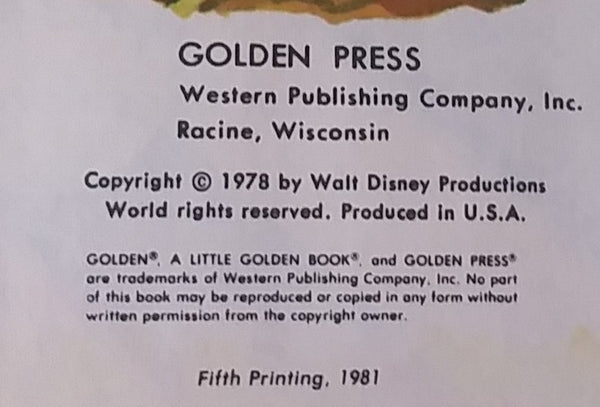 GOLDEN PRESS
Western Publishing Company, Inc.
Racine, Wisconsin
Copyright © 1978 by Walt Disney Productions
World rights reserved. Produced in U.S.A.
GOLDEN®, A LITTLE GOLDEN BOOK®, and GOLDEN PRESS®
are trademarks of Western Publishing Company, Inc. No part
of this book may be reproduced or copied in any form without
written permission from the copyright owner.
Fifth Printing, 1981